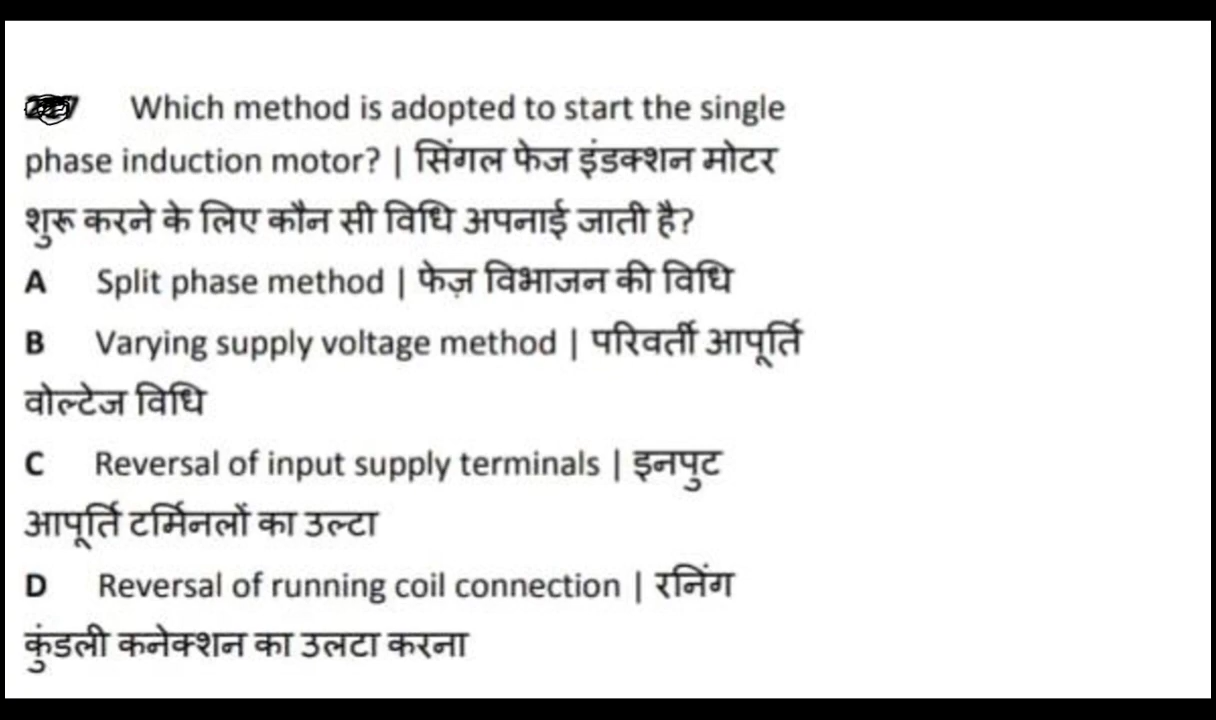 Which method is adopted to start the single
phase induction motor? | सिंगल फेज इंडक्शन मोटर
शुरू करने के लिए कौन सी विधि अपनाई जाती है?
A Split phase method | फेज़ विभाजन की विधि
B Varying supply voltage method | परिवर्ती आपूर्ति
वोल्टेज विधि
C Reversal of input supply terminals | इनपुट
आपूर्ति टर्मिनलों का उल्टा
D Reversal of running coil connection | रनिंग
कुंडली कनेक्शन का उलटा करना